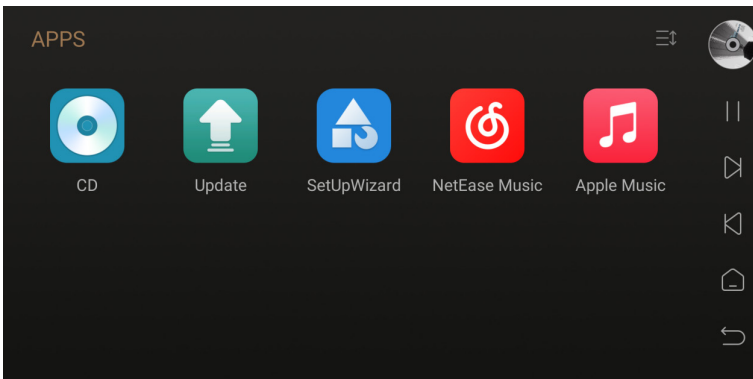 APPS
CD
Update
SetUpWizard
NetEase Music
Apple Music